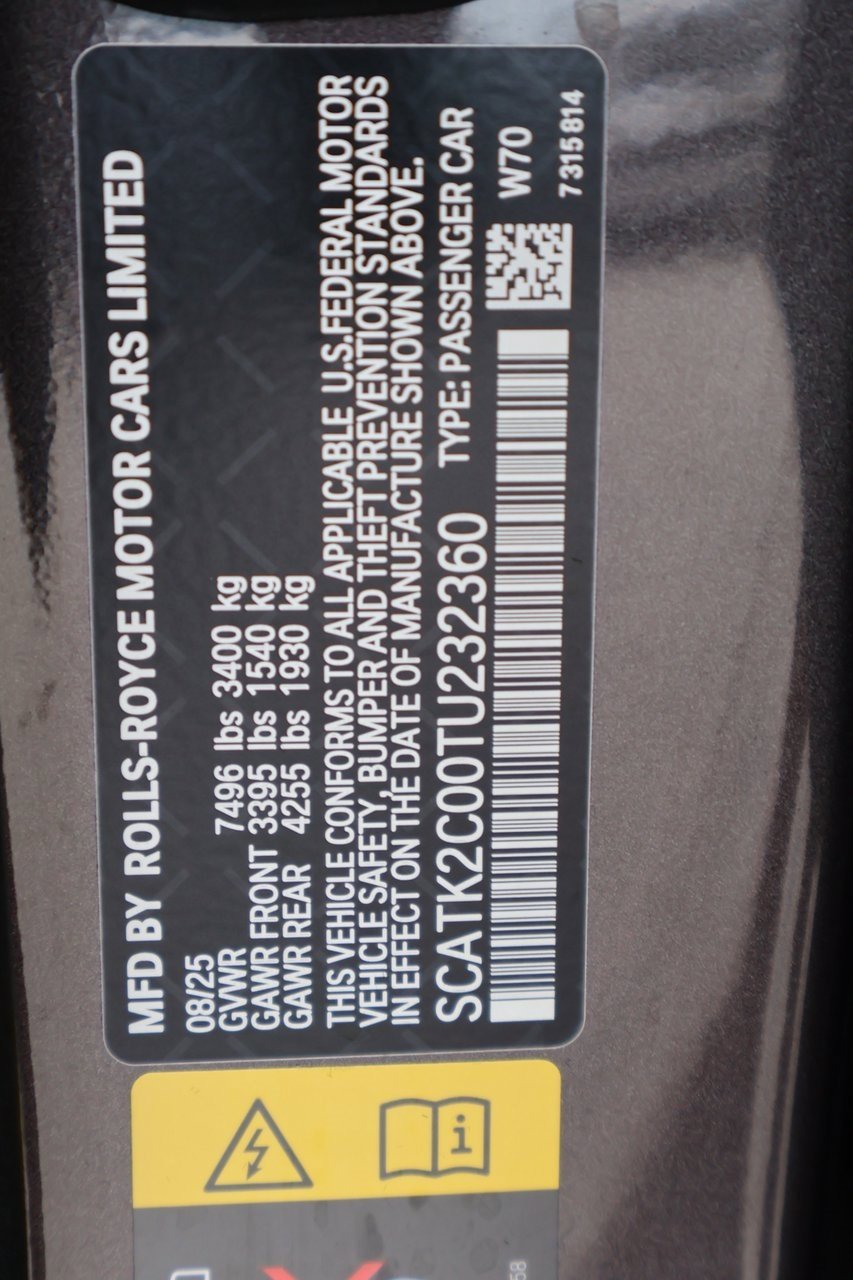 MFD BY ROLLS-ROYCE MOTOR CARS LIMITED
08/25
GVWR 7496 lbs 3400 kg
GAWR FRONT 3395 lbs 1540 kg
GAWR REAR 4255 lbs 1930 kg
THIS VEHICLE CONFORMS TO ALL APPLICABLE U.S.FEDERAL MOTOR
VEHICLE SAFETY, BUMPER AND THEFT PREVENTION STANDARDS
IN EFFECT ON THE DATE OF MANUFACTURE SHOWN ABOVE.
SCATK2C00TU232360 TYPE: PASSENGER CAR
W70
7 315 814
i
58